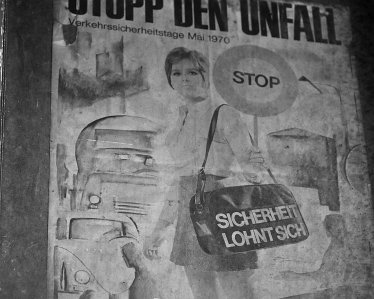 STOPP DEN UNFALL
Verkehrssicherheitstage Mai 1970
STOP
SICHERHEIT
LOHNT SICH